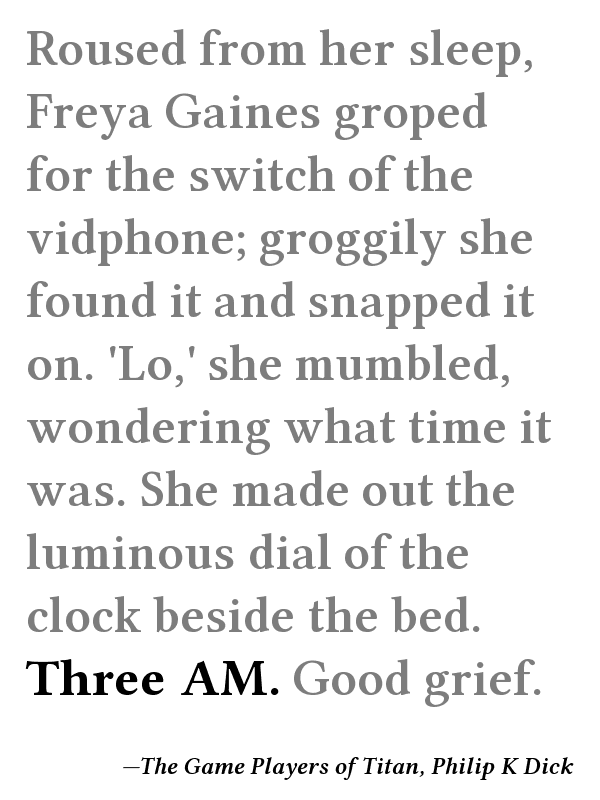 Roused from her sleep,
Freya Gaines groped
for the switch of the
vidphone; groggily she
found it and snapped it
on. 'Lo,' she mumbled,
wondering what time it
was. She made out the
luminous dial of the
clock beside the bed.
Three AM. Good grief.
—The Game Players of Titan, Philip K Dick